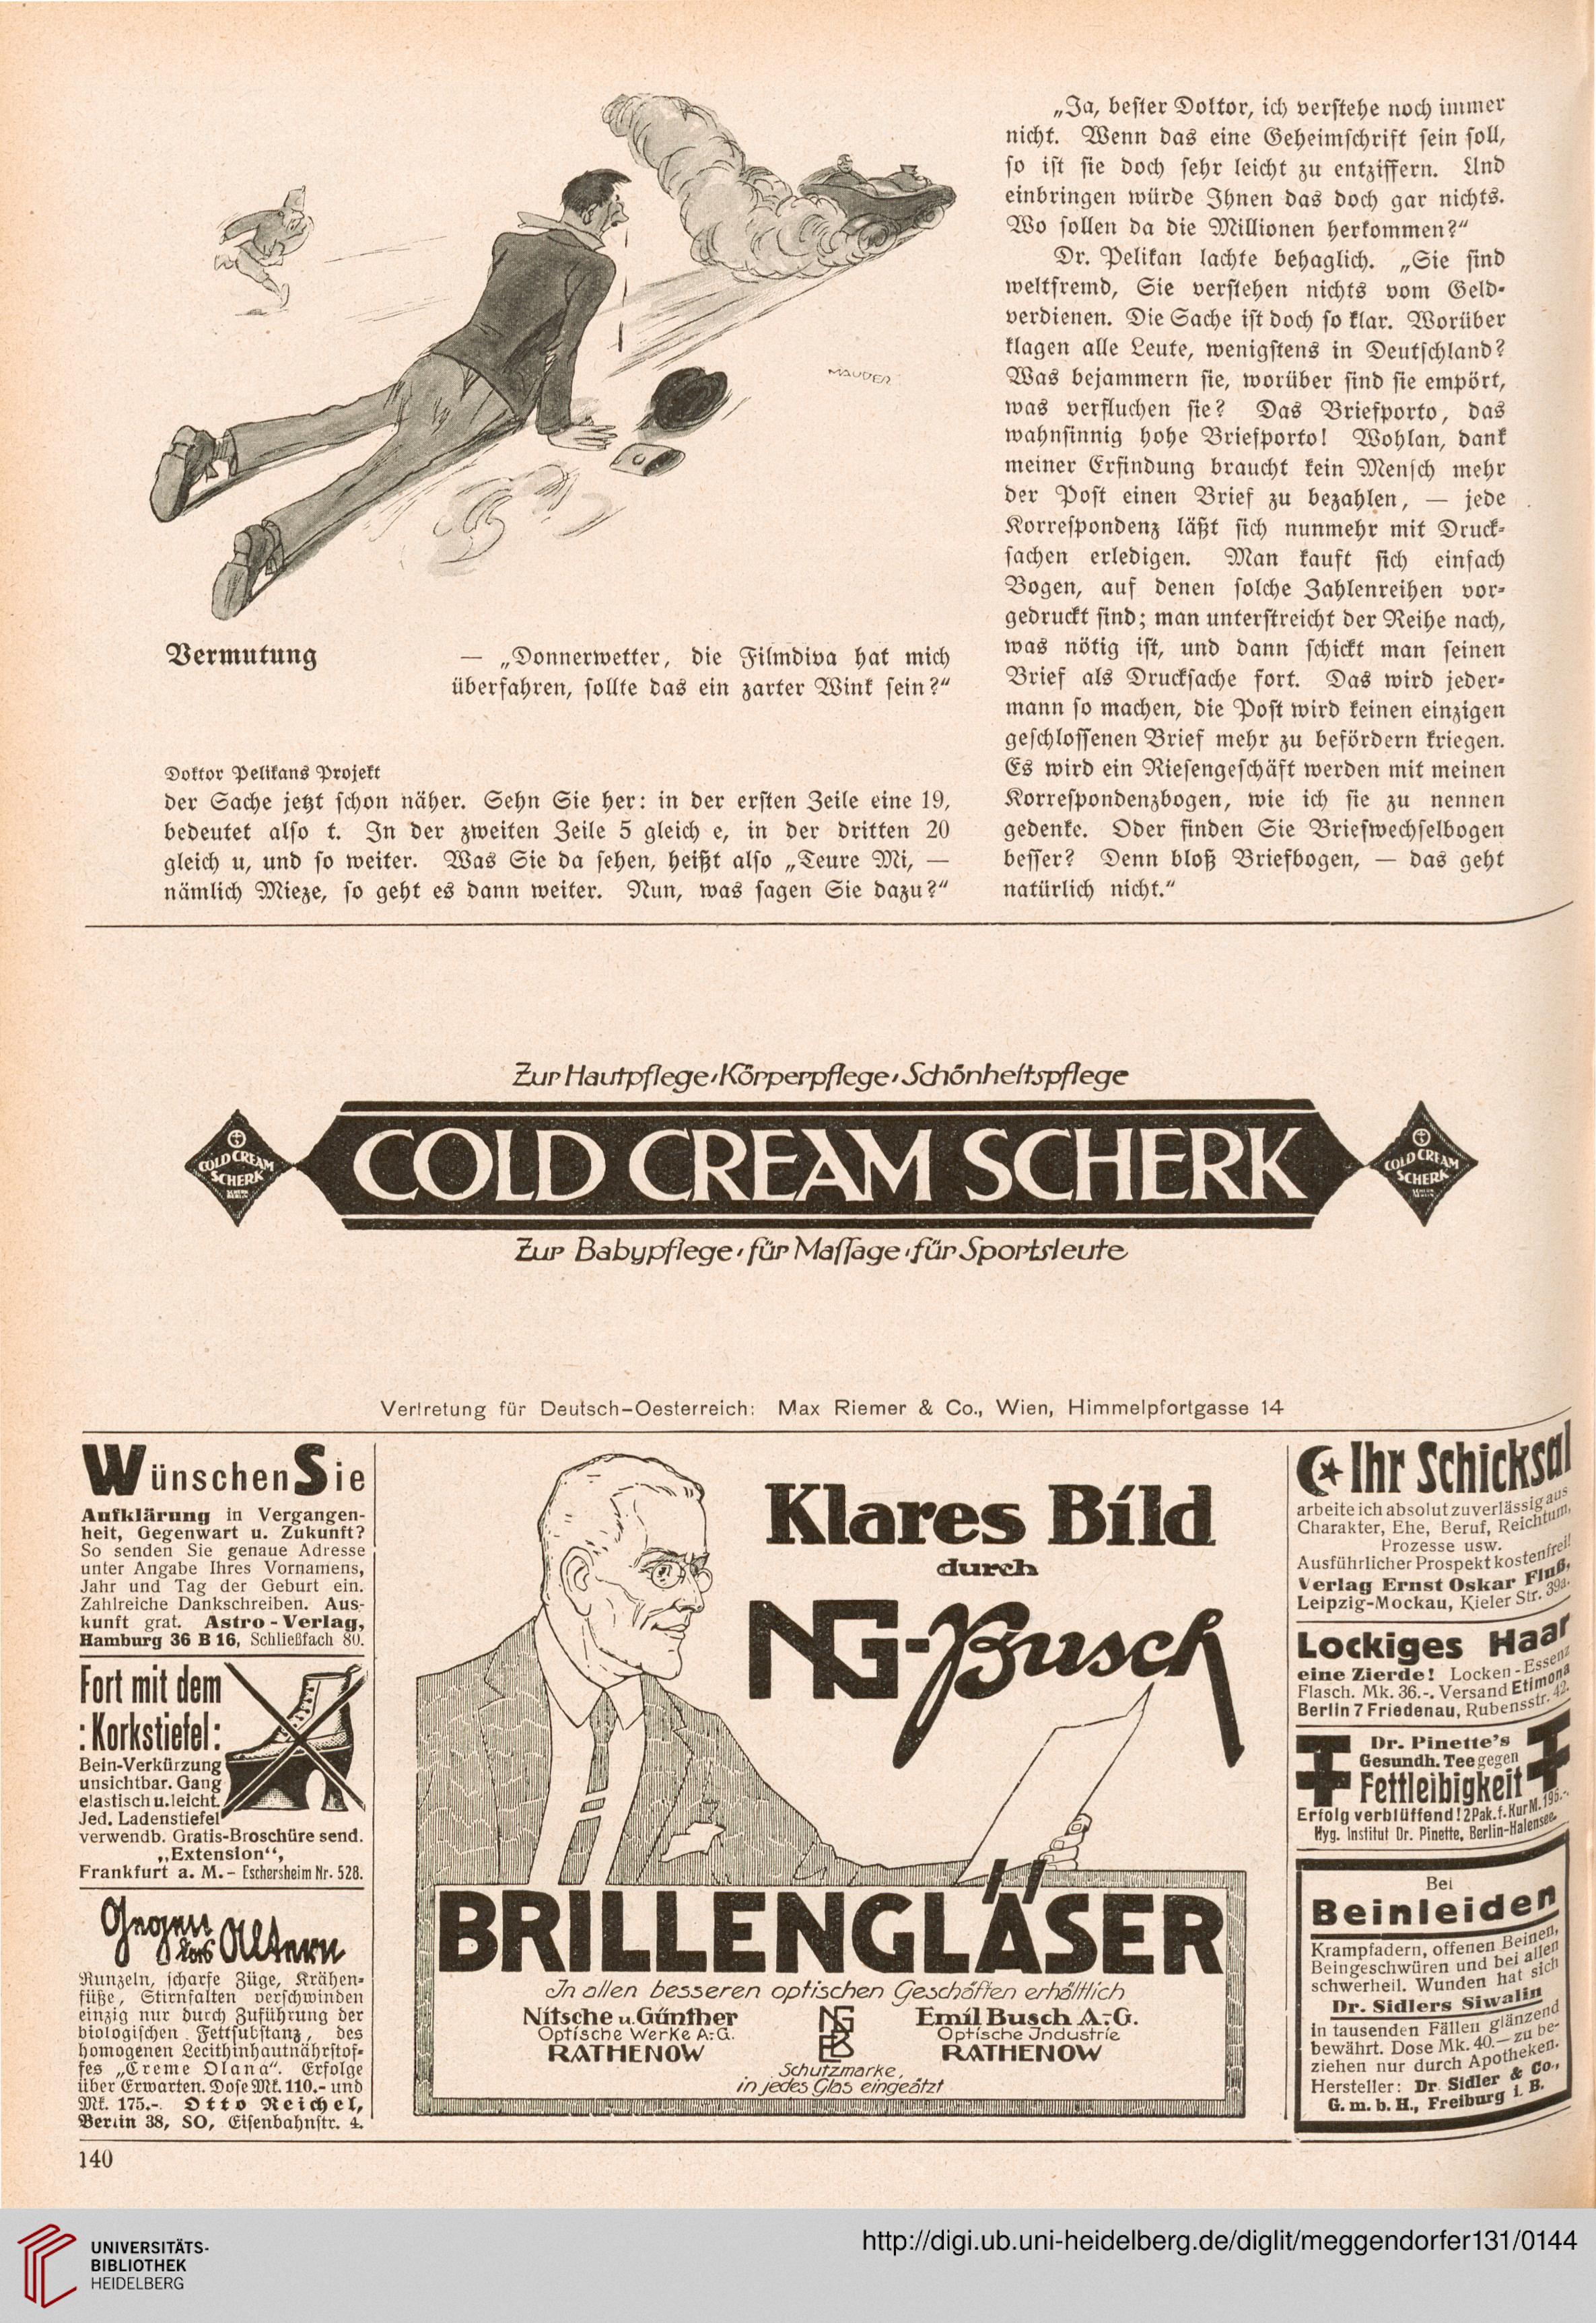 MAUDER
Vermutung
— „Donnerwetter, die Filmdiva hat mich
überfahren, sollte das ein zarter Wink sein?“
Doktor Pelikans Projekt
der Sache jetzt schon näher. Sehn Sie her: in der ersten Zeile eine 19,
bedeutet also t. In der zweiten Zeile 5 gleich e, in der dritten 20
gleich u, und so weiter. Was Sie da sehen, heißt also „Teure Mi, —
nämlich Mieze, so geht es dann weiter. Nun, was sagen Sie dazu?“
„Ja, bester Doktor, ich verstehe noch immer
nicht. Wenn das eine Geheimschrift sein soll,
so ist sie doch sehr leicht zu entziffern. Und
einbringen würde Ihnen das doch gar nichts.
Wo sollen da die Millionen herkommen?“
Dr. Pelikan lachte behaglich. „Sie sind
weltfremd, Sie verstehen nichts vom Geld-
verdienen. Die Sache ist doch so klar. Worüber
klagen alle Leute, wenigstens in Deutschland?
Was bejammern sie, worüber sind sie empört,
was verfluchen sie? Das Briefporto, das
wahnsinnig hohe Briefporto! Wohlan, dank
meiner Erfindung braucht kein Mensch mehr
der Post einen Brief zu bezahlen, — jede
Korrespondenz läßt sich nunmehr mit Druck-
sachen erledigen. Man kauft sich einfach
Bogen, auf denen solche Zahlenreihen vor-
gedruckt sind; man unterstreicht der Reihe nach,
was nötig ist, und dann schickt man seinen
Brief als Drucksache fort. Das wird jeder-
mann so machen, die Post wird keinen einzigen
geschlossenen Brief mehr zu befördern kriegen.
Es wird ein Riesengeschäft werden mit meinen
Korrespondenzbogen, wie ich sie zu nennen
gedenke. Oder finden Sie Briefwechselbogen
besser? Denn bloß Briefbogen, — das geht
natürlich nicht.“
Zur Hautpflege, Körperpflege, Schönheitspflege
COLD CREAM
SCHERK
COLD CREAM SCHERK
COLD CREAM
SCHERK
Zur Babypflege, für Maſſage, für Sportsleute
Vertretung für Deutsch-Oesterreich: Max Riemer & Co., Wien, Himmelpfortgasse 14
Wünschen Sie
Aufklärung in Vergangen-
heit, Gegenwart u. Zukunft?
So senden Sie genaue Adresse
unter Angabe Ihres Vornamens,
Jahr und Tag der Geburt ein.
Zahlreiche Dankschreiben. Aus-
kunft grat. Astro-Verlag,
Hamburg 36 B 16, Schließfach 80.
Fort mit dem
: Korkstiefel :
Bein-Verkürzung
unsichtbar. Gang
elastisch u. leicht.
Jed. Ladenstiefel
verwendb. Gratis-Broschüre send.
„Extension“,
Frankfurt a. M. – Eschersheim Nr. 528.
Gegen
das Altern
Runzeln, scharfe Züge, Krähen-
füße, Stirnfalten verschwinden
einzig nur durch Zuführung der
biologischen Fettsubstanz, des
homogenen Lecithinhautnährstof-
fes „Creme Olana“. Erfolge
über Erwarten. Dose Mk. 110.- und
Mk. 175.-. Otto Reichel,
Berlin 38, SO, Eisenbahnstr. 4.
Klares Bild
durch
NG-Busch
BRILLENGLÄSER
In allen besseren optischen Geschäften erhältlich
Nitsche u. Günther
Optische Werke A.-G.
RATHENOW
NG
EB
Emil Busch A.-G.
Optische Industrie
RATHENOW
Schutzmarke,
in jedes Glas eingeätzt
Ihr Schicksal
arbeite ich absolut zuverlässig aus
Charakter, Ehe, Beruf, Reichtum,
Prozesse usw.
Ausführlicher Prospekt kostenfrei!
Verlag Ernst Oskar Fluß,
Leipzig-Mockau, Kieler Str. 39a.
Lockiges Haar
eine Zierde! Locken-Essenz
Flasch. Mk. 36.-. Versand Etimona
Berlin 7 Friedenau, Rubensstr. 42.
Dr. Pinette's
Gesundh. Tee gegen
Fettleibigkeit
Erfolg verblüffend! 2 Pak. f. Kur M. 195.-.
Hyg. Institut Dr. Pinette, Berlin-Halensee.
Bei
Beinleiden
Krampfadern, offenen Beinen,
Beingeschwüren und bei allen
schwerheil. Wunden hat sich
Dr. Sidlers Siwalin
in tausenden Fällen glänzend
bewährt. Dose Mk. 40.— zu be-
ziehen nur durch Apotheken.
Hersteller: Dr. Sidler & Co.,
G. m. b. H., Freiburg i. B.
140
UNIVERSITÄTS-
BIBLIOTHEK
HEIDELBERG
http://digi.ub.uni-heidelberg.de/diglit/meggendorfer131/0144